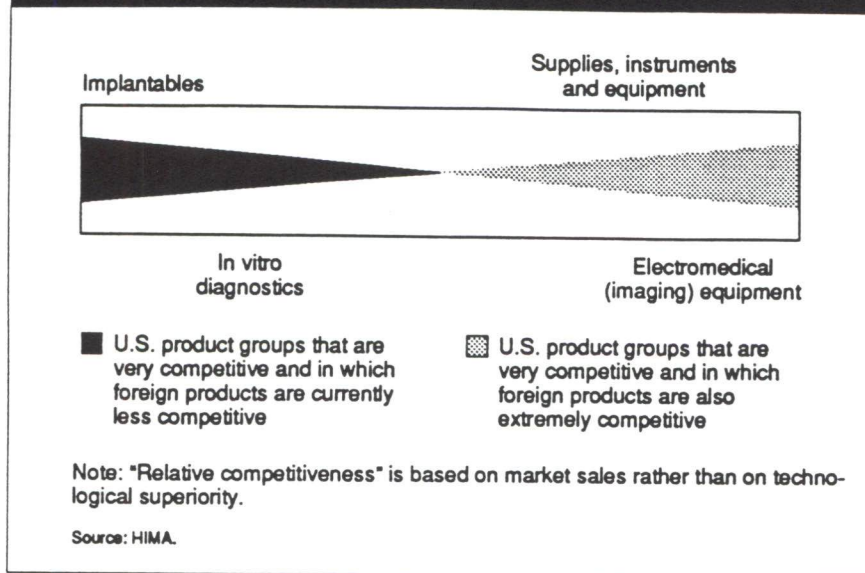 Implantables
Supplies, instruments
and equipment
In vitro
diagnostics
Electromedical
(imaging) equipment
U.S. product groups that are
very competitive and in which
foreign products are currently
less competitive
U.S. product groups that are
very competitive and in which
foreign products are also
extremely competitive
Note: "Relative competitiveness" is based on market sales rather than on techno-
logical superiority.
Source: HIMA.